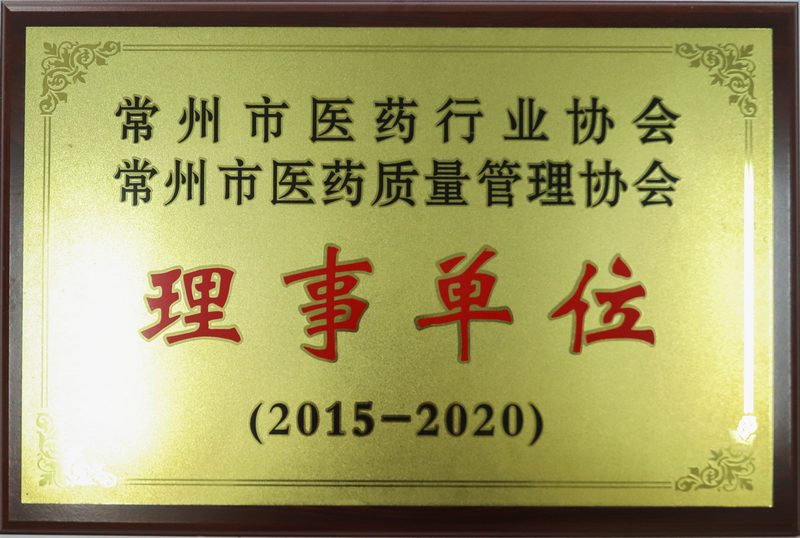 常州市医药行业协会
常州市医药质量管理协会
理事单位
(2015-2020)